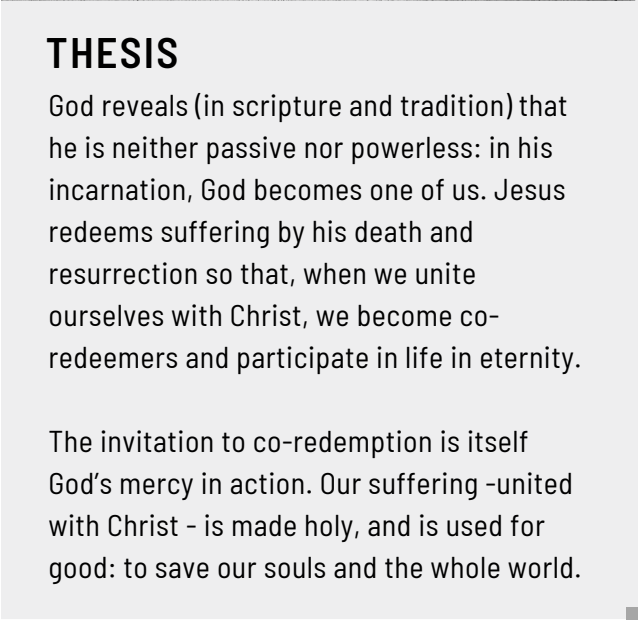 THESIS
God reveals (in scripture and tradition) that
he is neither passive nor powerless: in his
incarnation, God becomes one of us. Jesus
redeems suffering by his death and
resurrection so that, when we unite
ourselves with Christ, we become co-
redeemers and participate in life in eternity.
The invitation to co-redemption is itself
God's mercy in action. Our suffering -united
with Christ - is made holy, and is used for
good: to save our souls and the whole world.